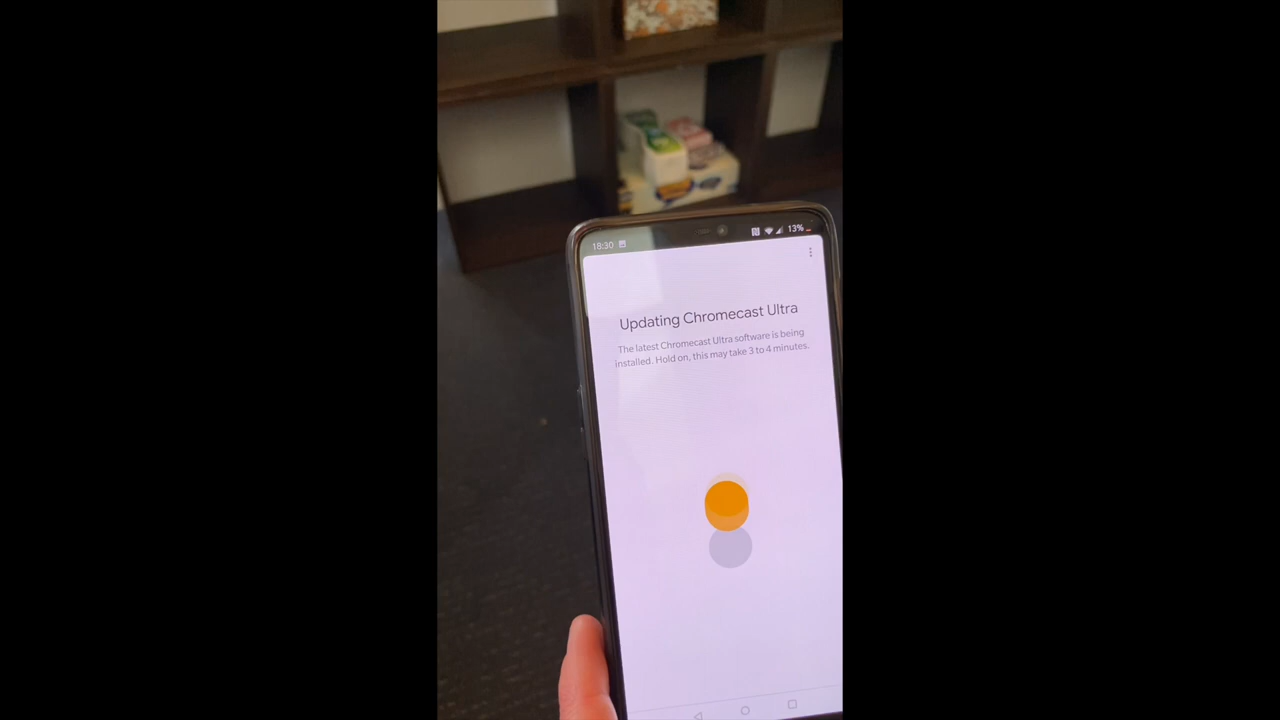 18:30 13%
Updating Chromecast Ultra
The latest Chromecast Ultra software is being
installed. Hold on, this may take 3 to 4 minutes.